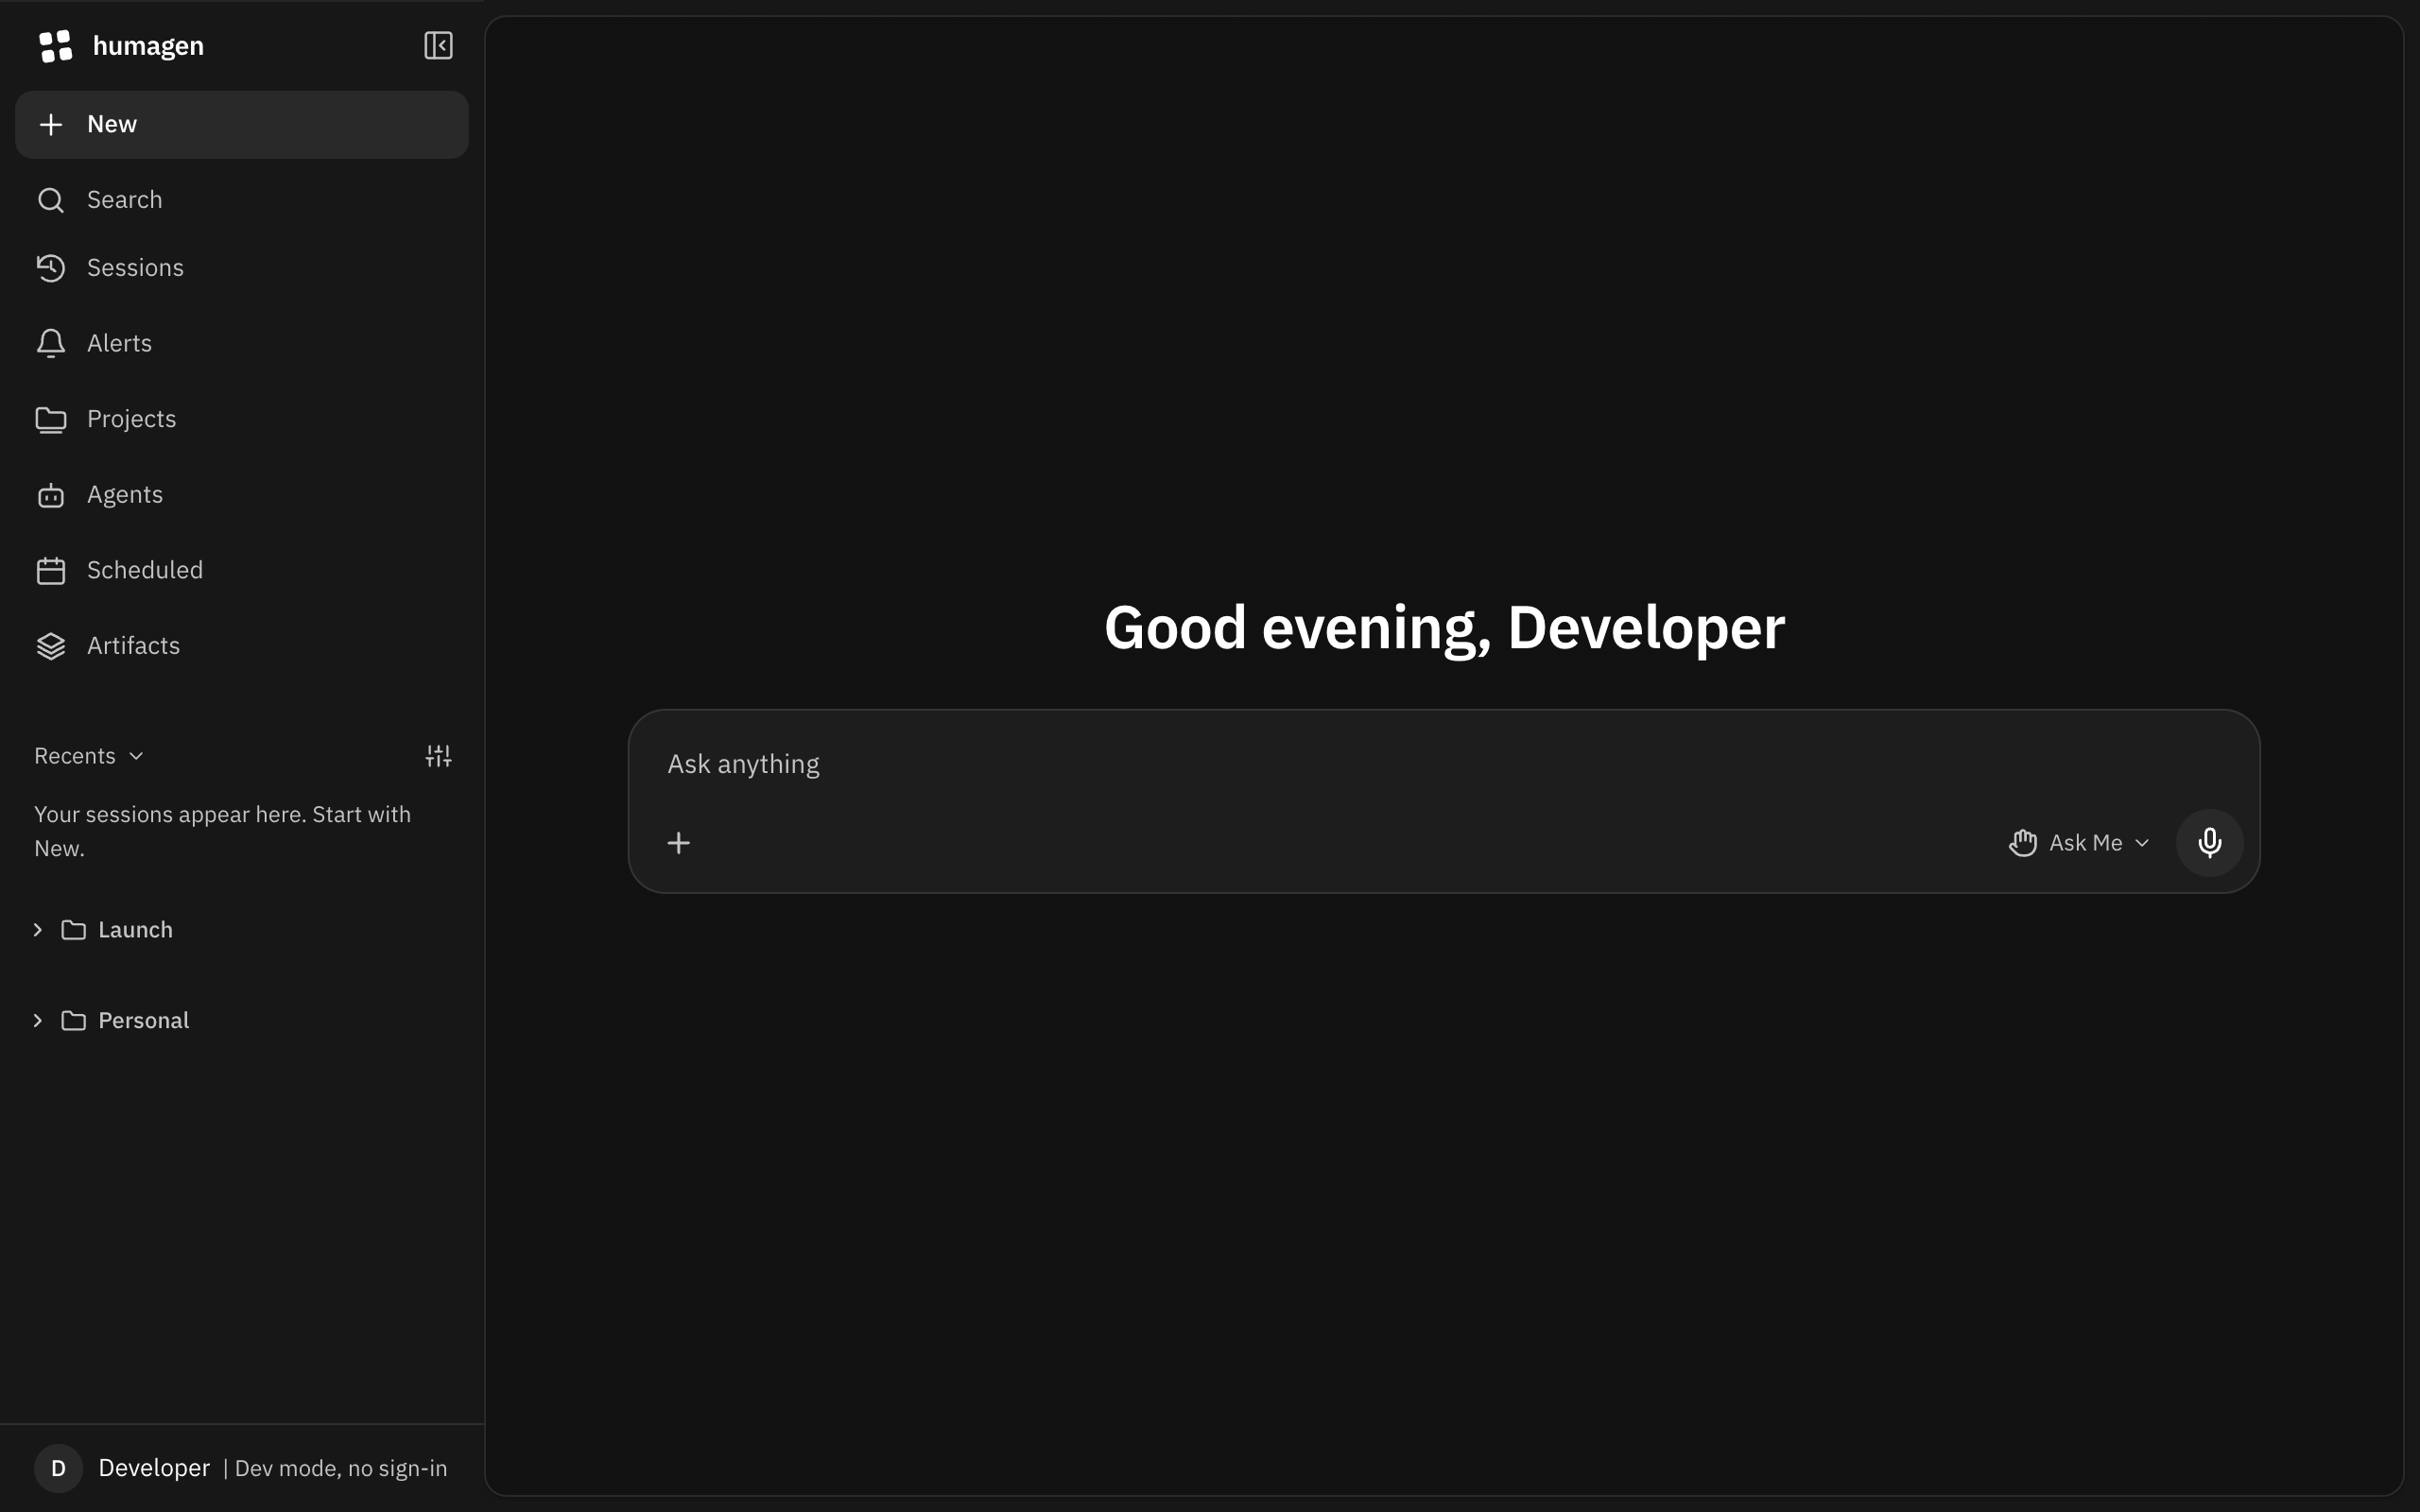 humagen
New
Search
Sessions
Alerts
Projects
Agents
Scheduled
Artifacts
Recents
Your sessions appear here. Start with
New.
Launch
Personal
D Developer | Dev mode, no sign-in
Good evening, Developer
Ask anything
Ask Me